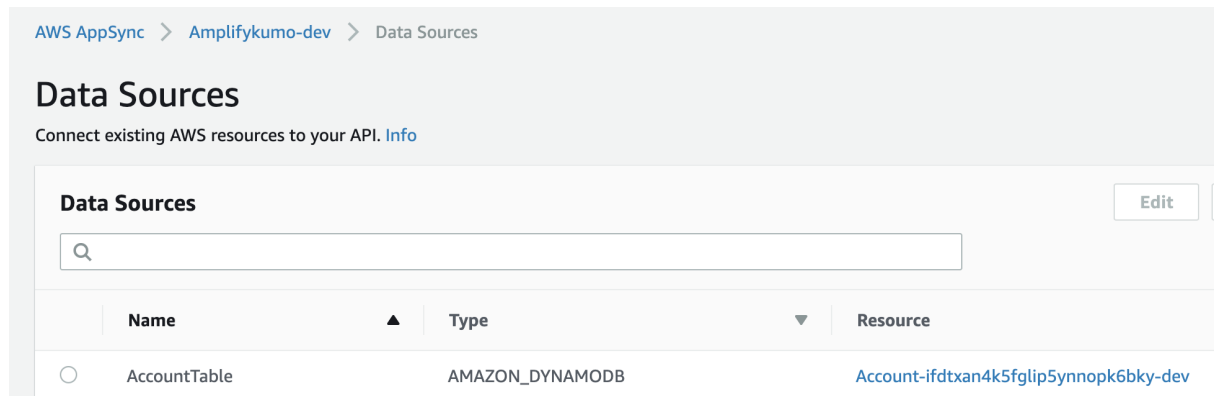 AWS AppSync > Amplifykumo-dev > Data Sources
Data Sources
Connect existing AWS resources to your API. Info
Data Sources Edit
Name Type Resource
AccountTable AMAZON_DYNAMODB Account-ifdtxan4k5fglip5ynnopk6bky-dev